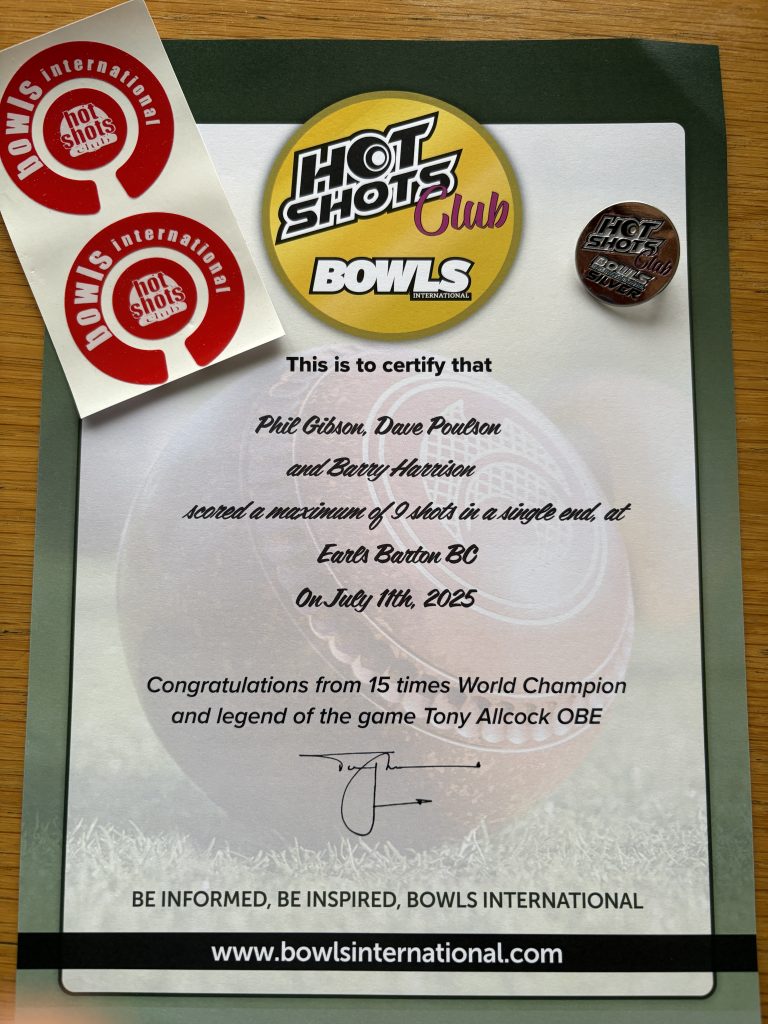 bowls international
hot
shots
club
bowls international
hot
shots
club
HOT
SHOTS
Club
BOWLS
INTERNATIONAL
HOT
SHOTS
Club
BOWLS
INTERNATIONAL
SILVER
This is to certify that
Phil Gibson, Dave Poulson
and Barry Harrison
scored a maximum of 9 shots in a single end, at
Earls Barton BC
On July 11th, 2025
Congratulations from 15 times World Champion
and legend of the game Tony Allcock OBE
BE INFORMED, BE INSPIRED, BOWLS INTERNATIONAL
www.bowlsinternational.com